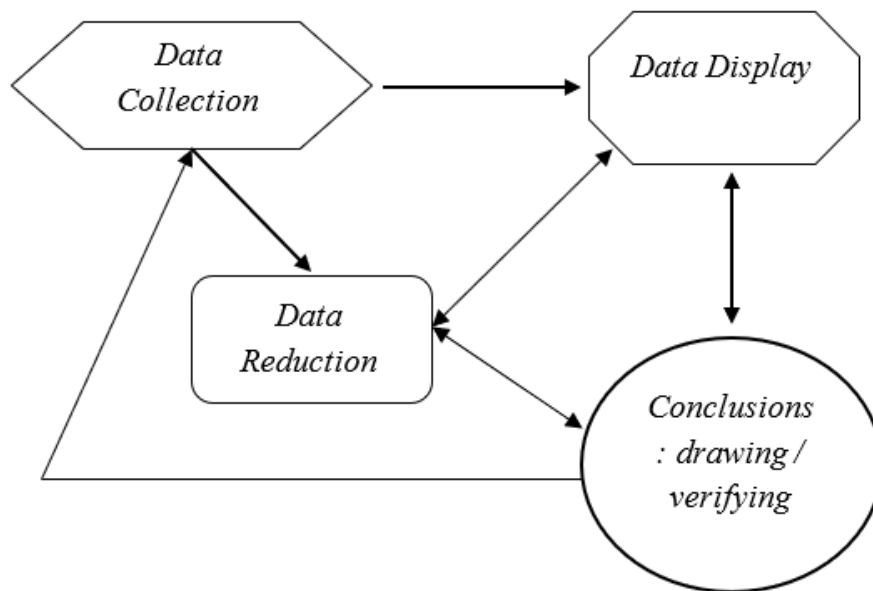 Data
Collection
Data Display
Data
Reduction
Conclusions
: drawing /
verifying